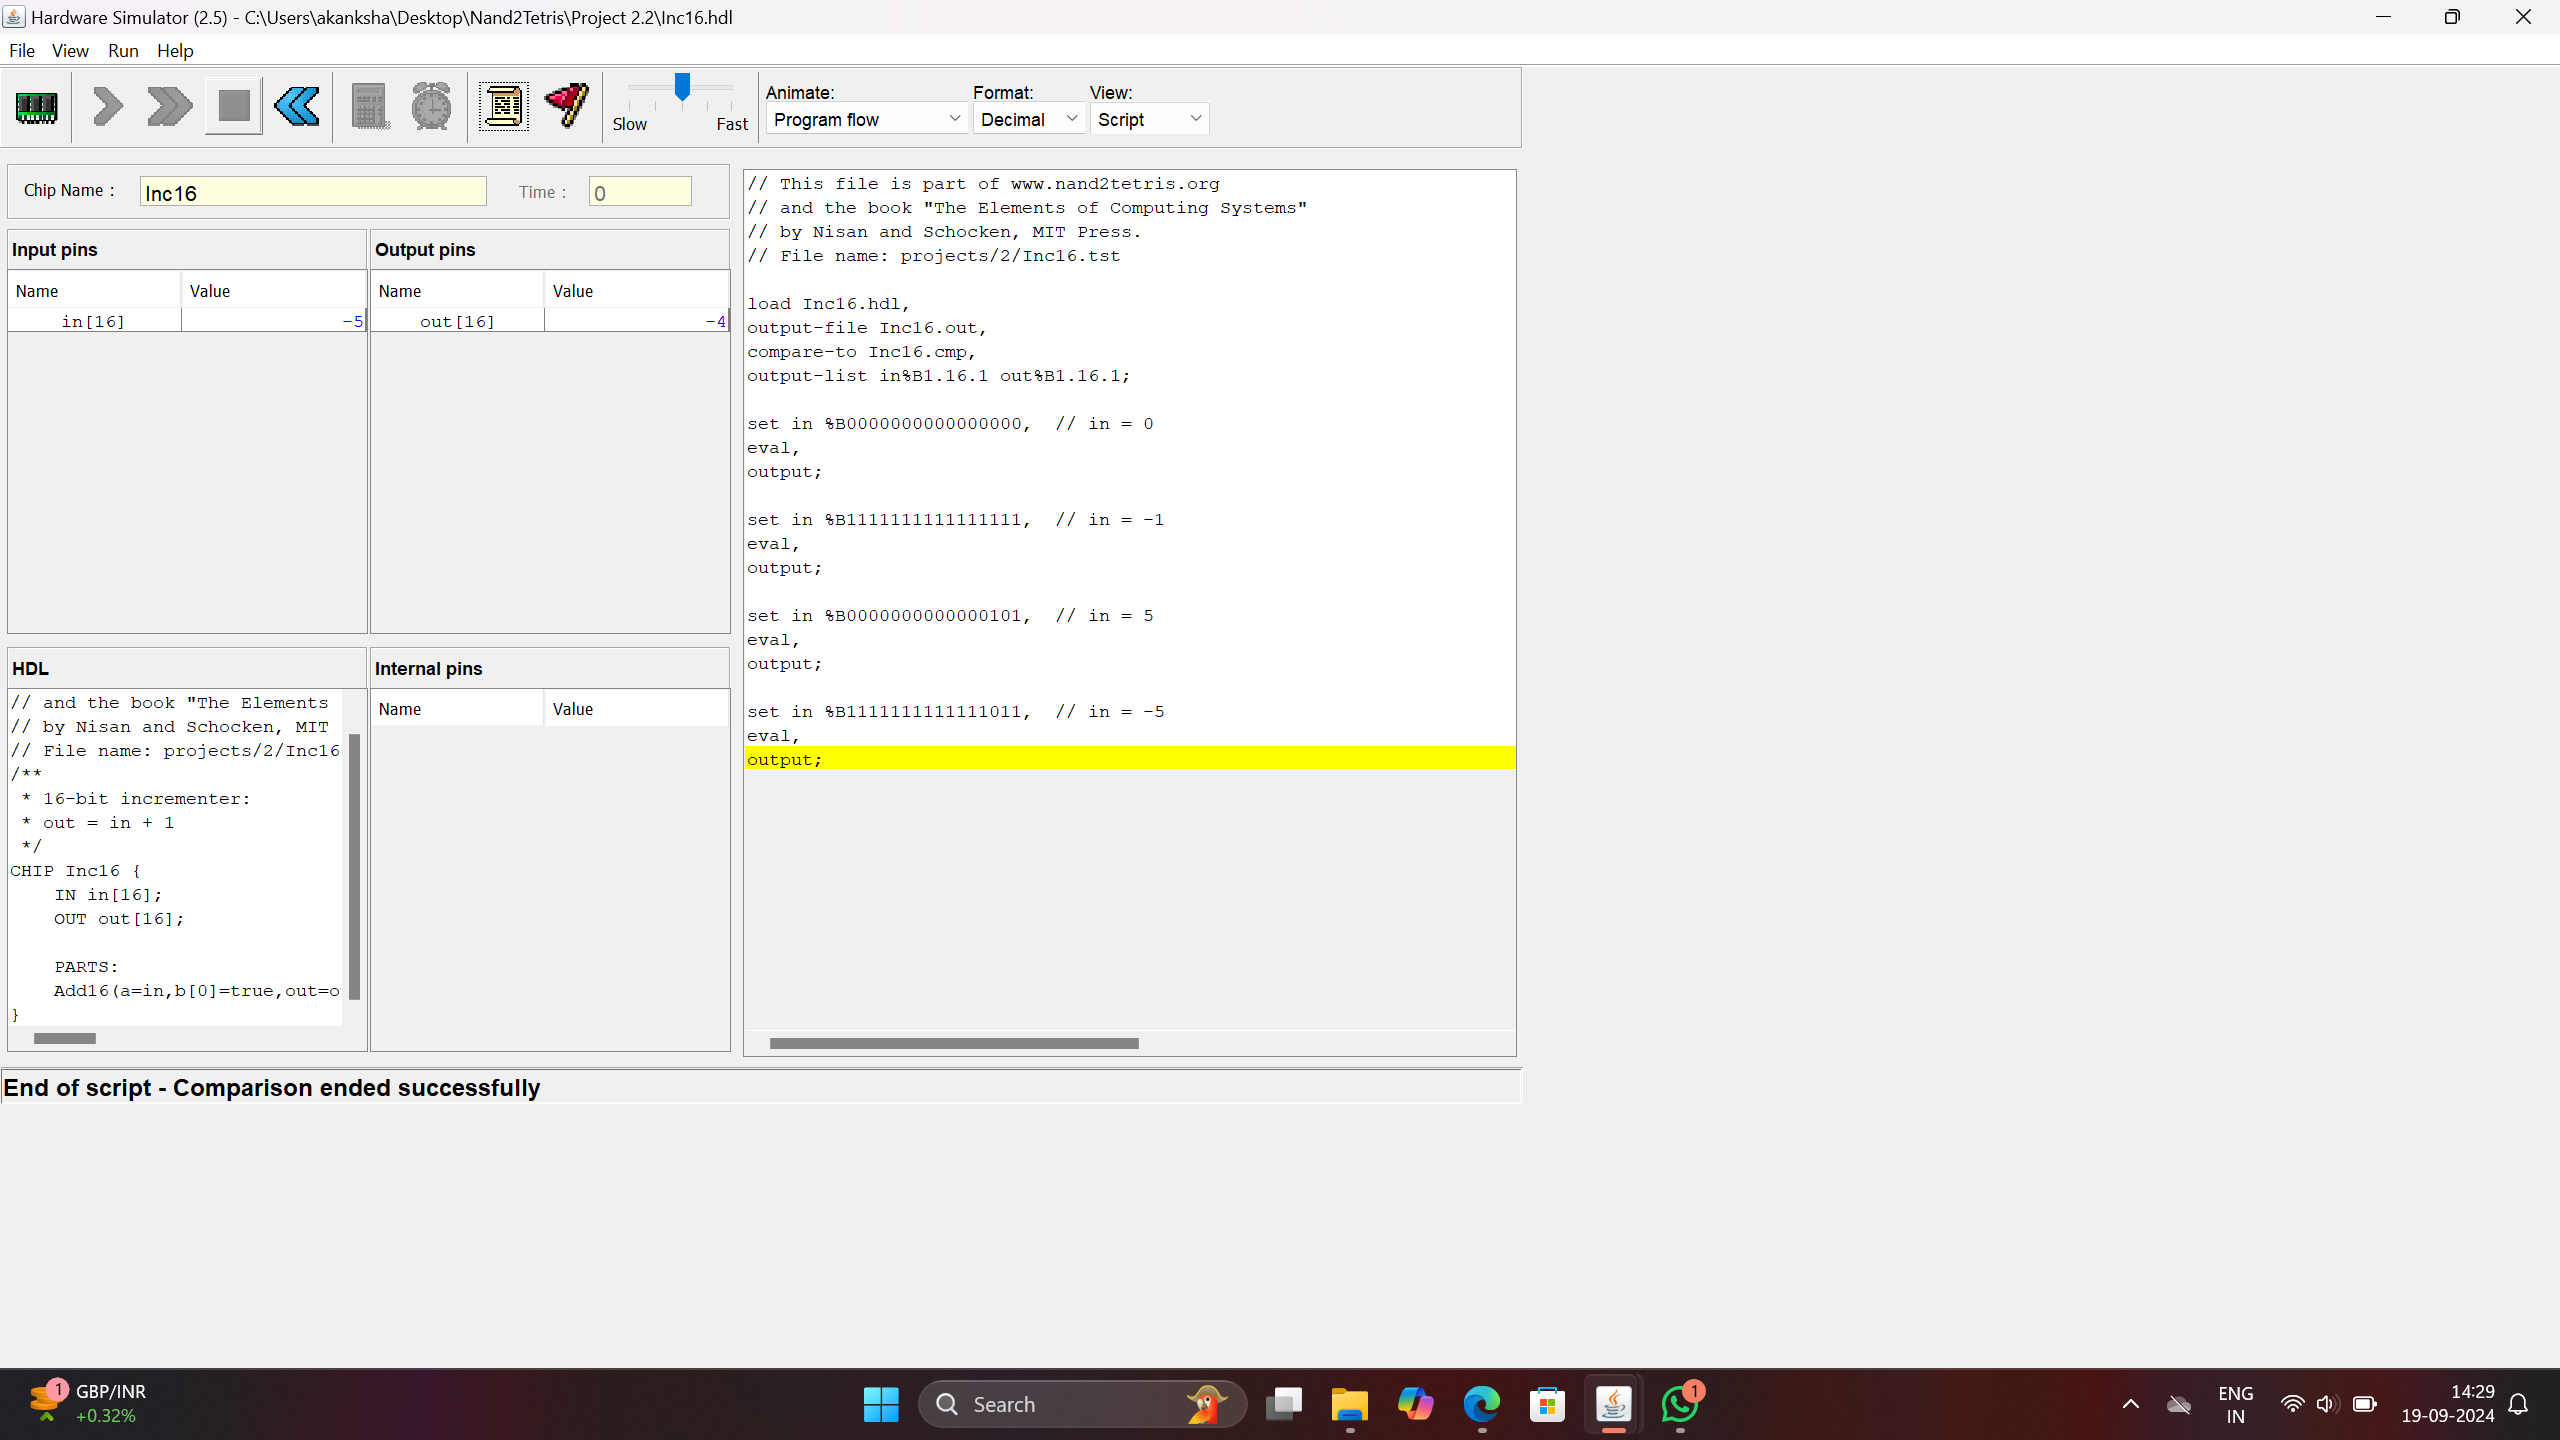 Hardware Simulator (2.5) - C:\Users\akanksha\Desktop\Nand2Tetris\Project 2.2\Inc16.hdl
File View Run Help
Slow Fast
Animate: Format: View:
Program flow Decimal Script
Chip Name : Inc16 Time : 0
Input pins Output pins
Name Value Name Value
in[16] -5 out[16] -4
HDL Internal pins
Name Value
// and the book "The Elements
// by Nisan and Schocken, MIT
// File name: projects/2/Inc16
/**
* 16-bit incrementer:
* out = in + 1
*/
CHIP Inc16 {
IN in[16];
OUT out[16];
PARTS:
Add16(a=in,b[0]=true,out=o
}
// This file is part of www.nand2tetris.org
// and the book "The Elements of Computing Systems"
// by Nisan and Schocken, MIT Press.
// File name: projects/2/Inc16.tst
load Inc16.hdl,
output-file Inc16.out,
compare-to Inc16.cmp,
output-list in%B1.16.1 out%B1.16.1;
set in %B0000000000000000, // in = 0
eval,
output;
set in %B1111111111111111, // in = -1
eval,
output;
set in %B0000000000000101, // in = 5
eval,
output;
set in %B1111111111111011, // in = -5
eval,
output;
End of script - Comparison ended successfully
1 GBP/INR
+0.32%
Search
1
ENG
IN
14:29
19-09-2024